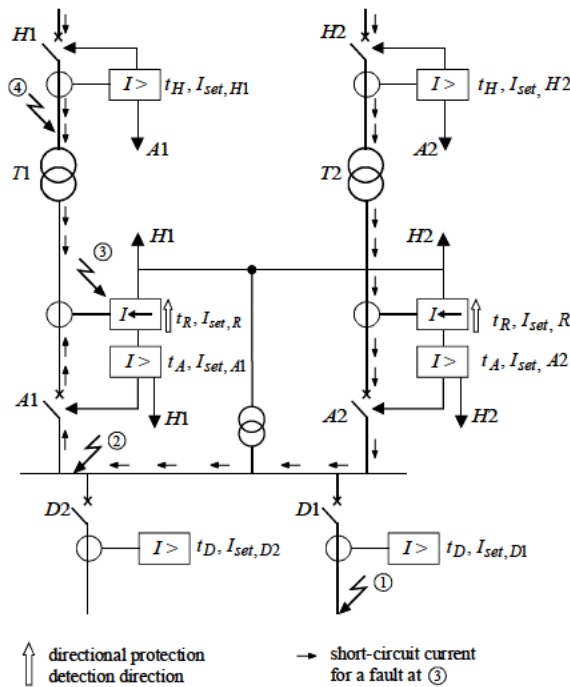 H1 H2
I > t_H, I_set, H1 I > t_H, I_set, H2
④
A1 A2
T1 T2
H1 H2
③
I t_R, I_set, R I t_R, I_set, R
I > t_A, I_set, A1 I > t_A, I_set, A2
A1 H1 A2 H2
②
D2 D1
I > t_D, I_set, D2 I > t_D, I_set, D1
①
directional protection
detection direction
short-circuit current
for a fault at ③